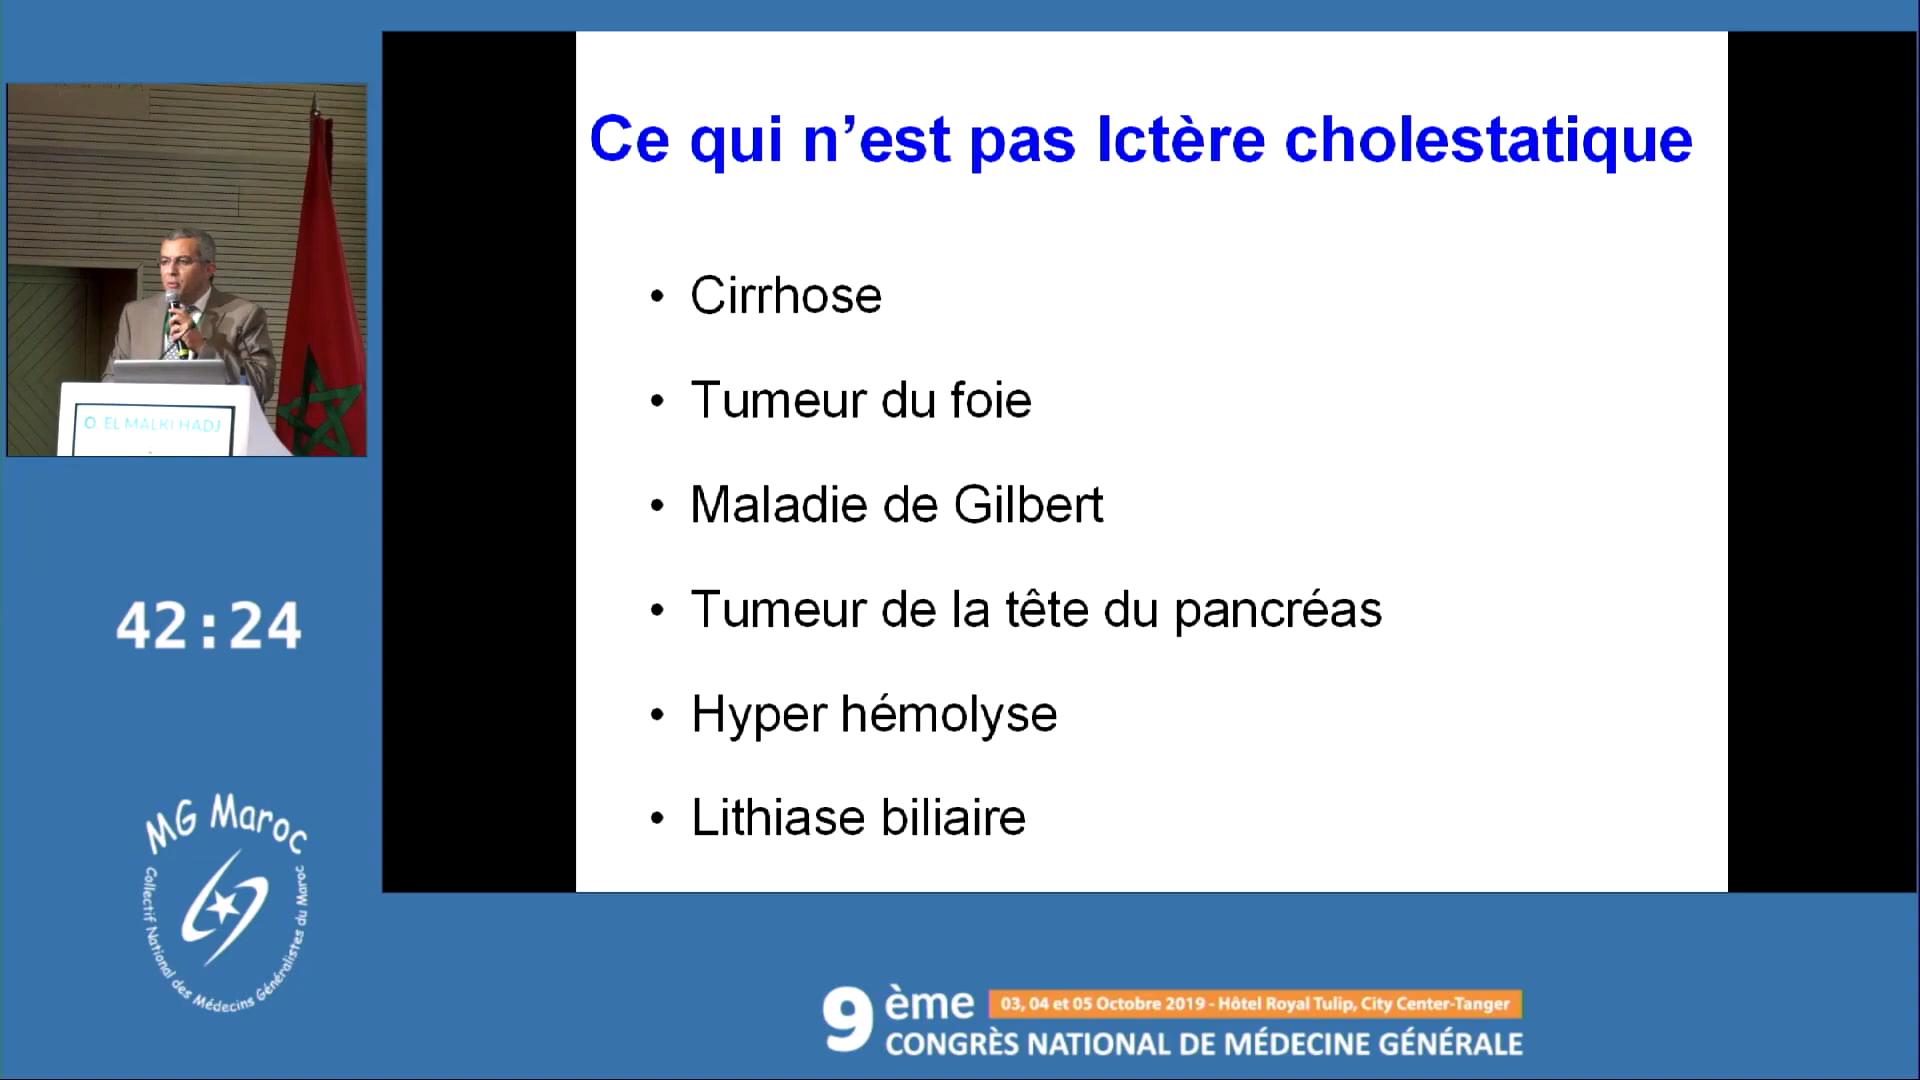 Ce qui n’est pas Ictère cholestatique
• Cirrhose
• Tumeur du foie
• Maladie de Gilbert
• Tumeur de la tête du pancréas
• Hyper hémolyse
• Lithiase biliaire
O. EL MALKI HADJ
42:24
MG Maroc
Collectif National des Médecins Généralistes du Maroc
9 ème
03, 04 et 05 Octobre 2019 - Hôtel Royal Tulip, City Center-Tanger
CONGRÈS NATIONAL DE MÉDECINE GÉNÉRALE